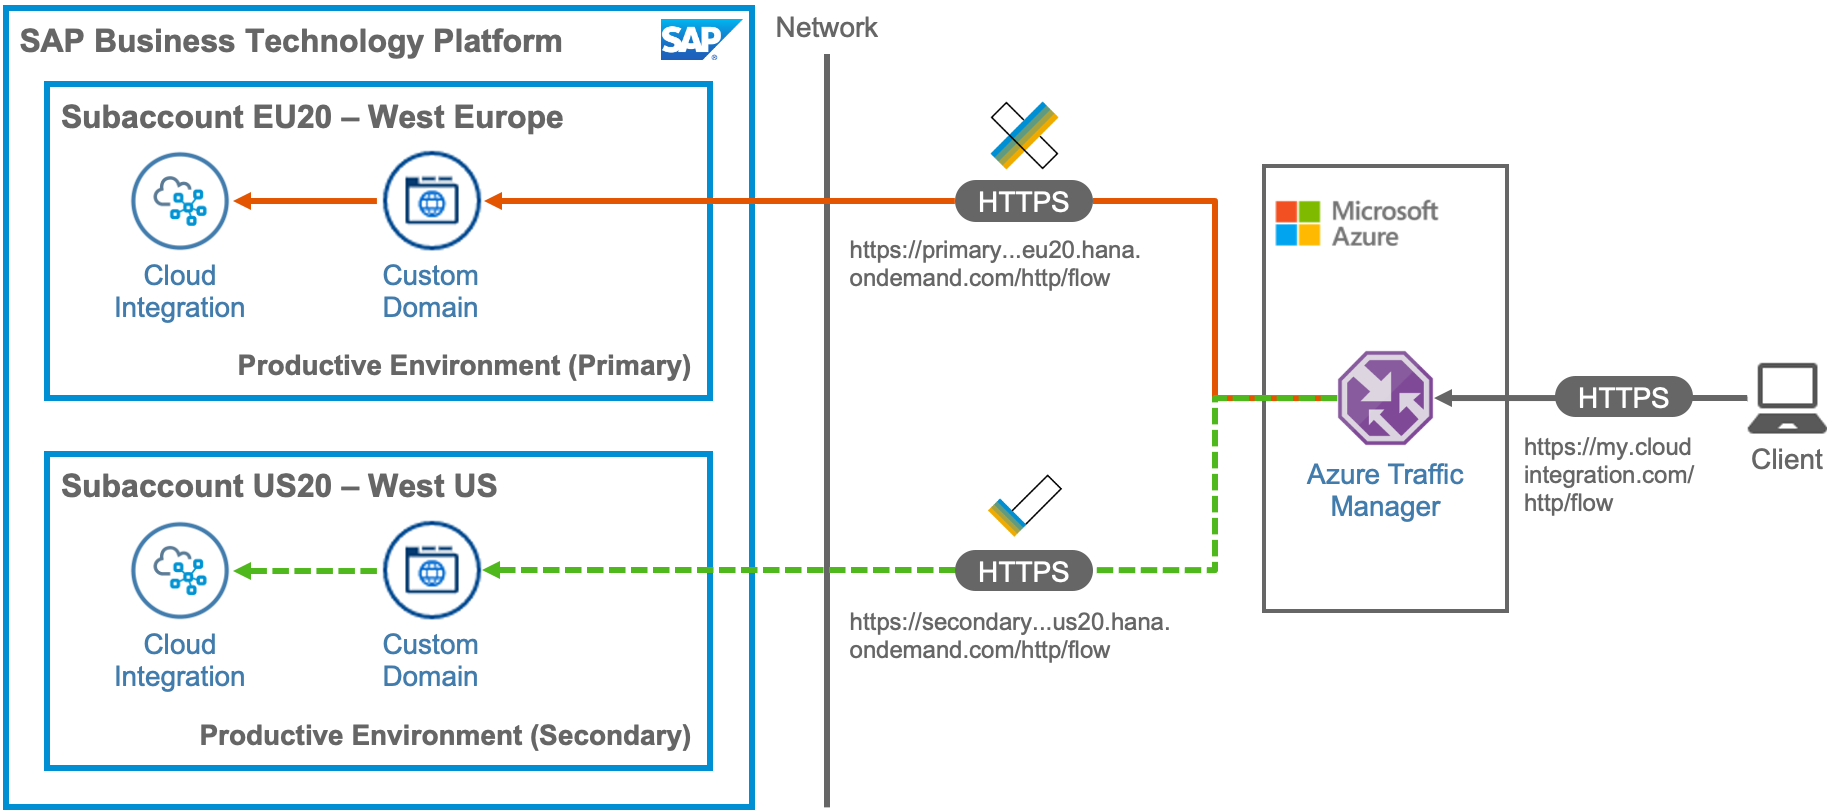 SAP Business Technology Platform
SAP
Network
Subaccount EU20 – West Europe
Cloud
Integration
Custom
Domain
Productive Environment (Primary)
HTTPS
https://primary...eu20.hana.
ondemand.com/http/flow
Microsoft
Azure
Azure Traffic
Manager
HTTPS
https://my.cloud
integration.com/
http/flow
Client
Subaccount US20 – West US
Cloud
Integration
Custom
Domain
Productive Environment (Secondary)
HTTPS
https://secondary...us20.hana.
ondemand.com/http/flow